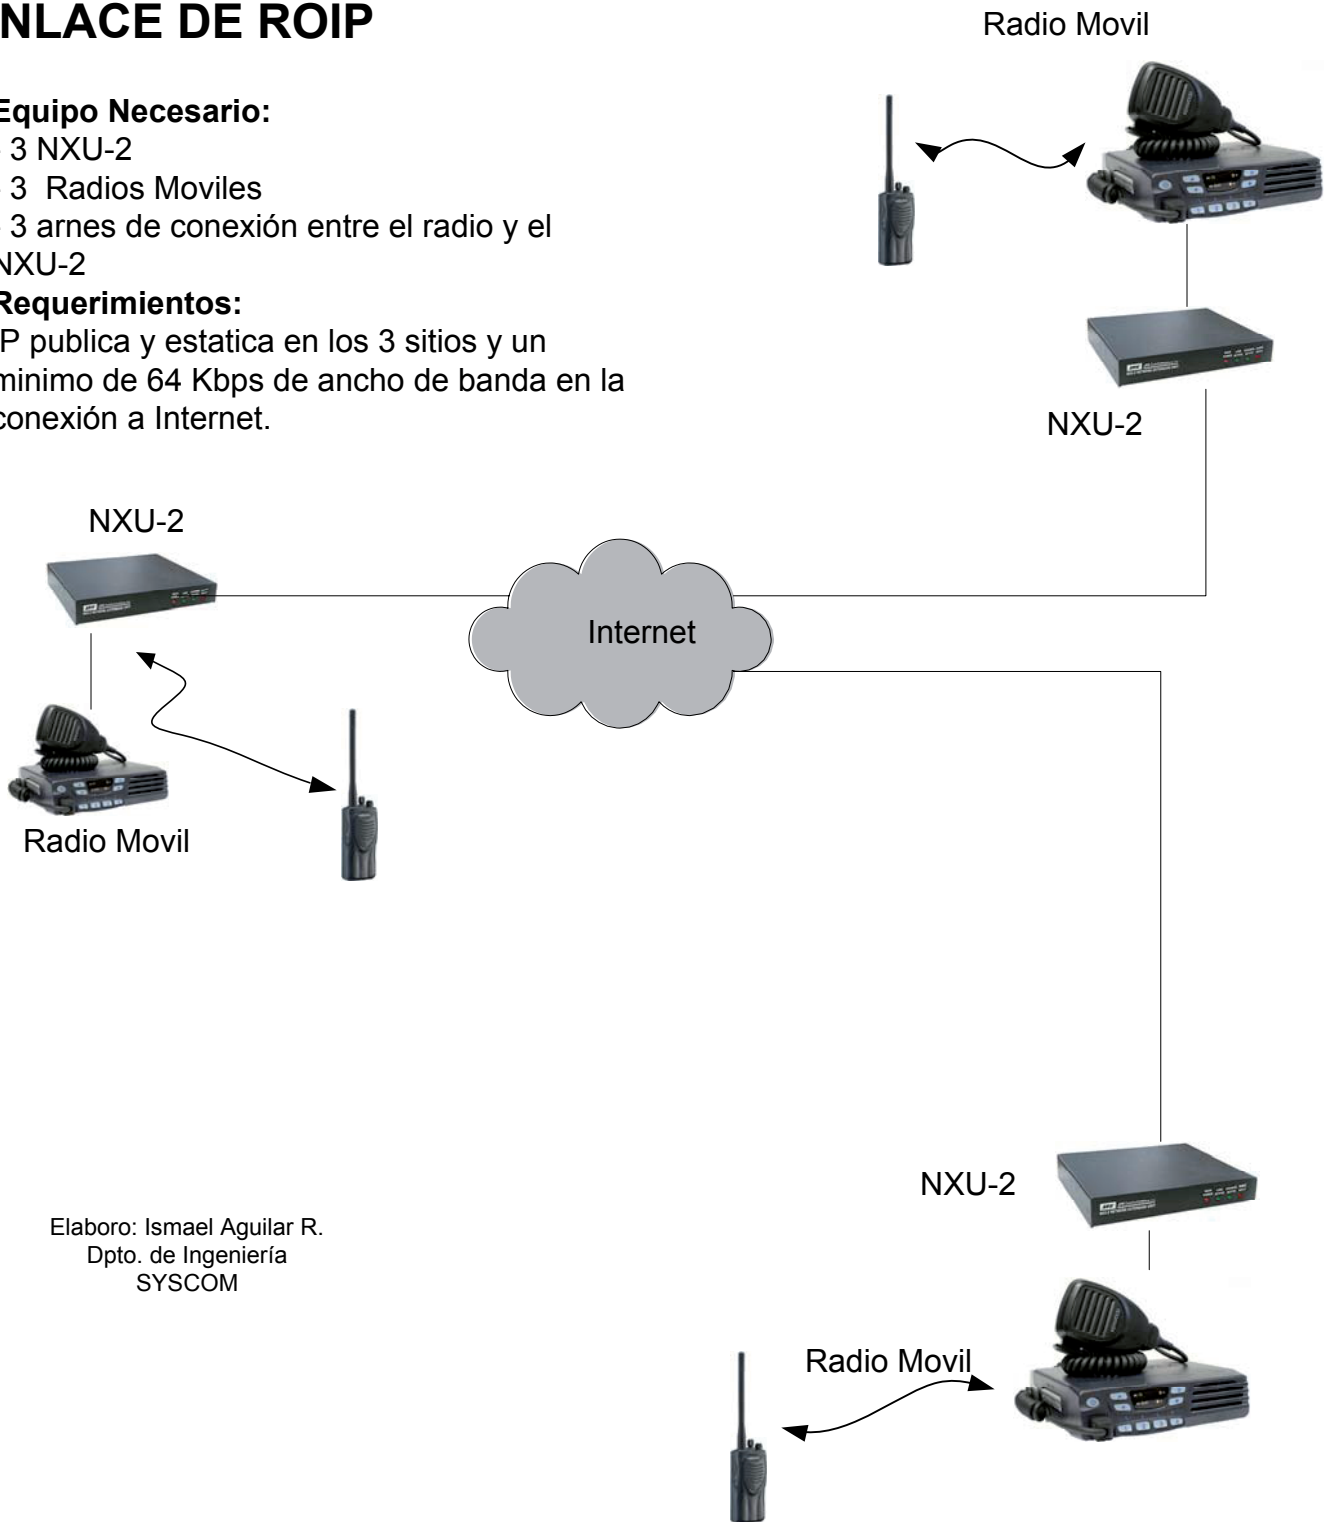 NLACE DE ROIP
Radio Movil
Equipo Necesario:
- 3 NXU-2
- 3 Radios Moviles
- 3 arnes de conexión entre el radio y el
NXU-2
Requerimientos:
IP publica y estatica en los 3 sitios y un
minimo de 64 Kbps de ancho de banda en la
conexión a Internet.
NXU-2
NXU-2
Internet
Radio Movil
NXU-2
Elaboro: Ismael Aguilar R.
Dpto. de Ingeniería
SYSCOM
Radio Movil